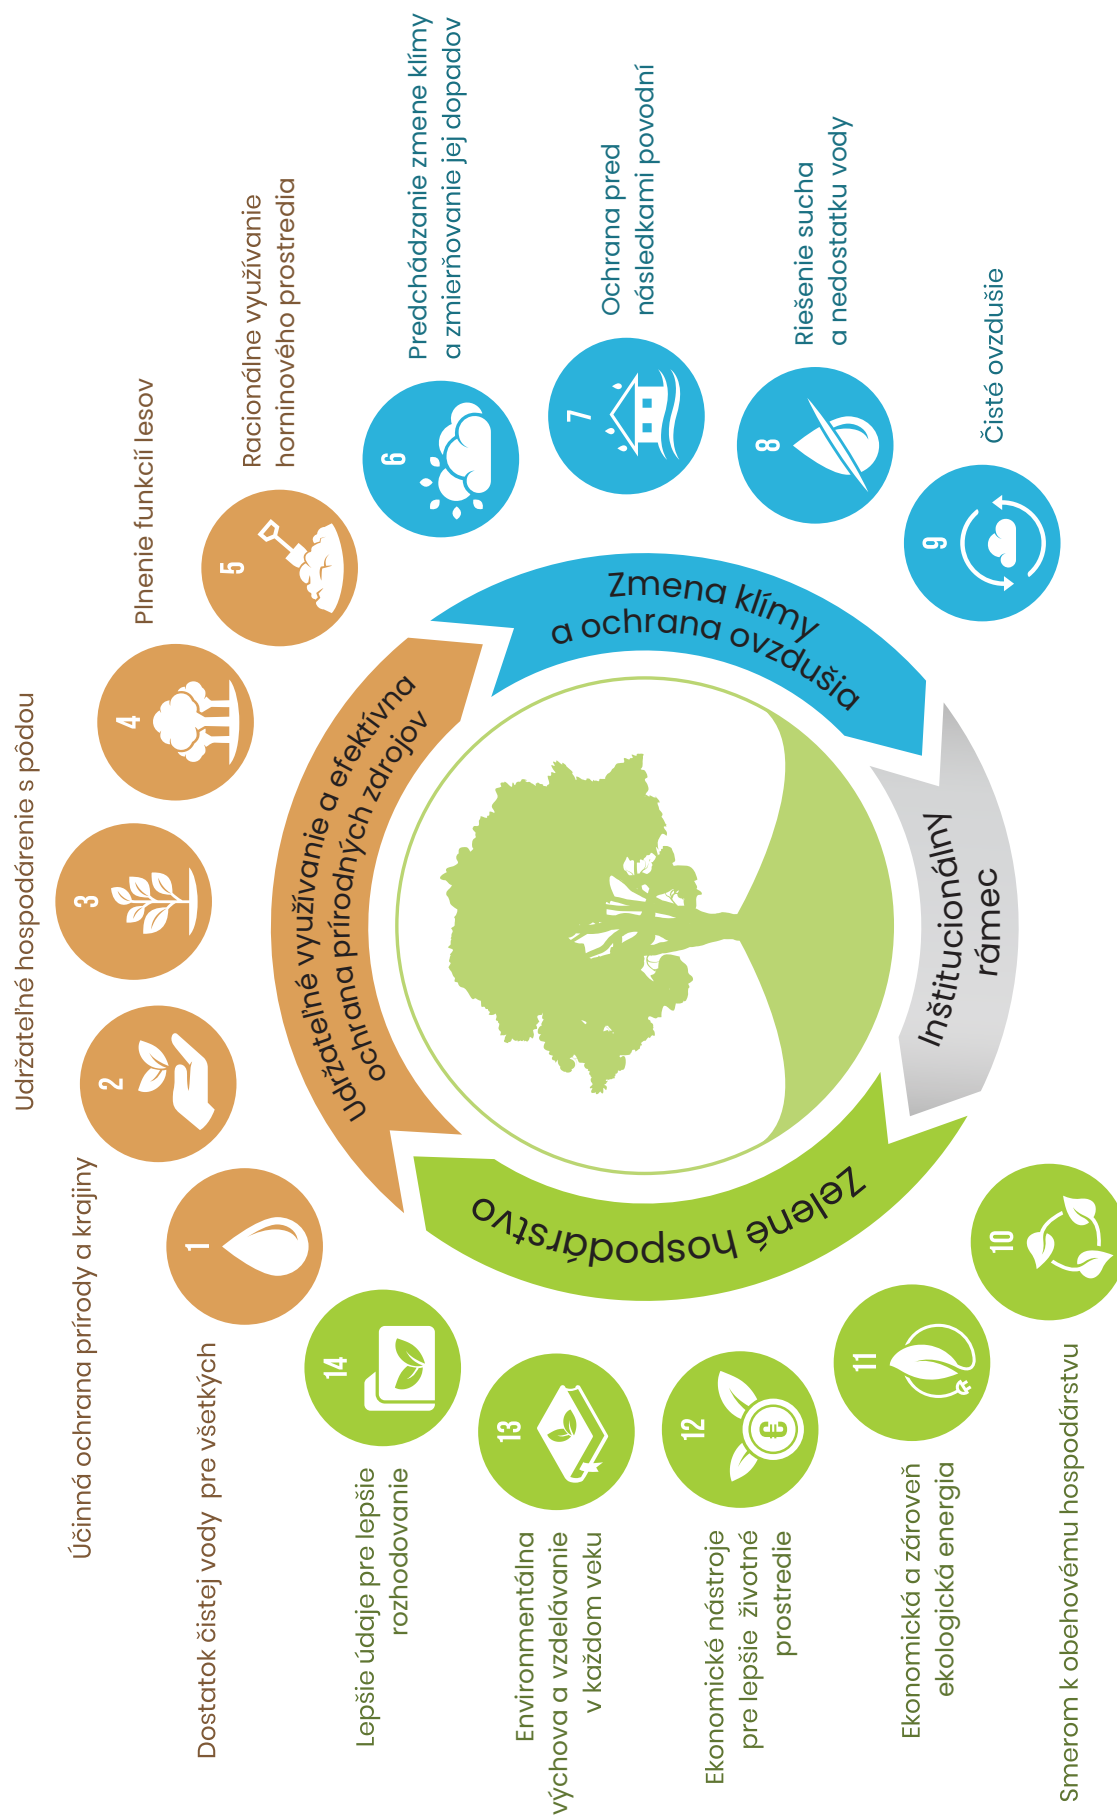 Udržateľné využívanie a efektívna
ochrana prírodných zdrojov
1
Dostatok čistej vody pre všetkých
2
Účinná ochrana prírody a krajiny
3
Udržateľné hospodárenie s pôdou
4
Plnenie funkcií lesov
5
Racionálne využívanie
horninového prostredia
Zmena klímy
a ochrana ovzdušia
6
Predchádzanie zmene klímy
a zmierňovanie jej dopadov
7
Ochrana pred
následkami povodní
8
Riešenie sucha
a nedostatku vody
9
Čisté ovzdušie
Inštitucionálny
rámec
Zelené hospodárstvo
10
Smerom k obehovému hospodárstvu
11
Ekonomická a zároveň
ekologická energia
12
Ekonomické nástroje
pre lepšie životné
prostredie
€
13
Environmentálna
výchova a vzdelávanie
v každom veku
14
Lepšie údaje pre lepšie
rozhodovanie